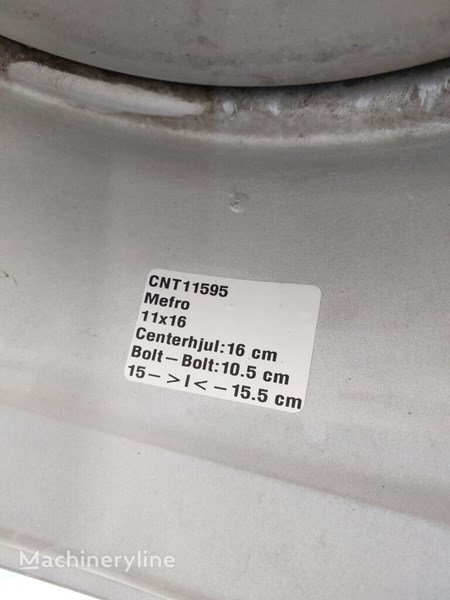 CNT11595
Mefro
11x16
Centerhjul:16 cm
Bolt–Bolt:10.5 cm
15–>I<–15.5 cm
Machineryline